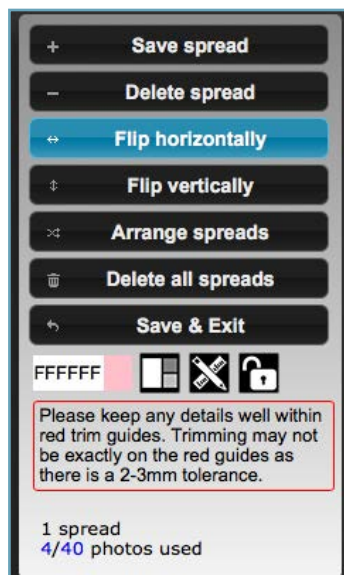 Save spread
Delete spread
Flip horizontally
Flip vertically
Arrange spreads
Delete all spreads
Save & Exit
FFFFFF
Please keep any details well within
red trim guides. Trimming may not
be exactly on the red guides as
there is a 2-3mm tolerance.
1 spread
4/40 photos used